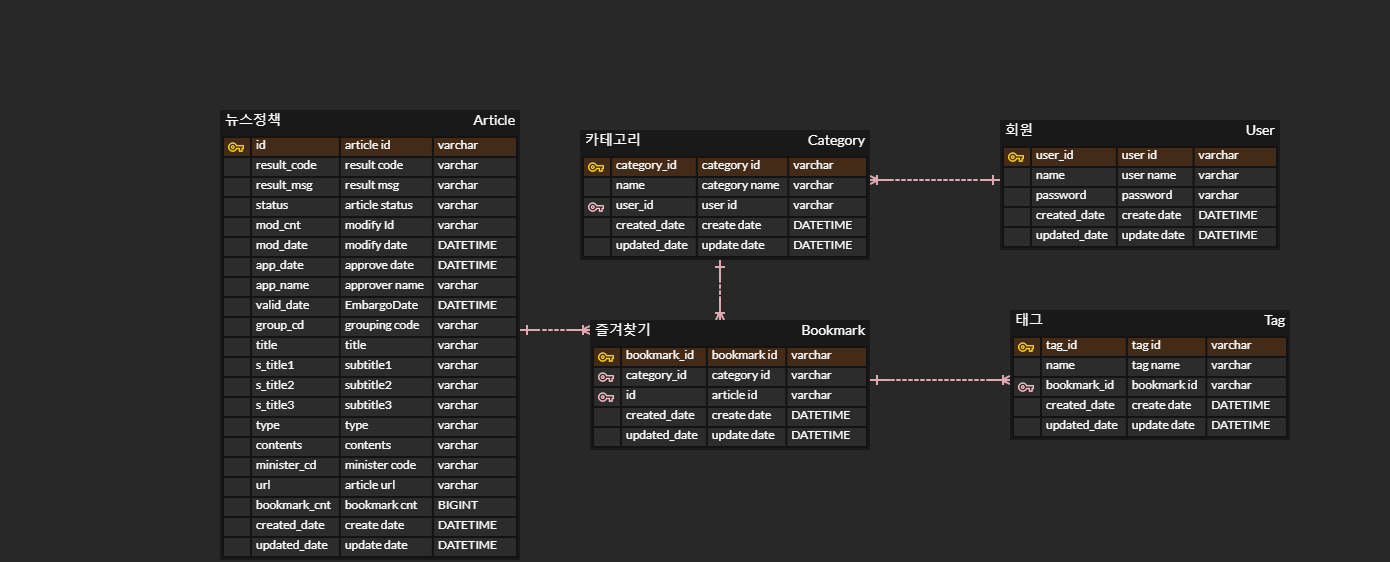 뉴스정책 Article
id article id varchar
result_code result code varchar
result_msg result msg varchar
status article status varchar
mod_cnt modify Id varchar
mod_date modify date DATETIME
app_date approve date DATETIME
app_name approver name varchar
valid_date EmbargoDate DATETIME
group_cd grouping code varchar
title title varchar
s_title1 subtitle1 varchar
s_title2 subtitle2 varchar
s_title3 subtitle3 varchar
type type varchar
contents contents varchar
minister_cd minister code varchar
url article url varchar
bookmark_cnt bookmark cnt BIGINT
created_date create date DATETIME
updated_date update date DATETIME
카테고리 Category
category_id category id varchar
name category name varchar
user_id user id varchar
created_date create date DATETIME
updated_date update date DATETIME
회원 User
user_id user id varchar
name user name varchar
password password varchar
created_date create date DATETIME
updated_date update date DATETIME
즐겨찾기 Bookmark
bookmark_id bookmark id varchar
category_id category id varchar
id article id varchar
created_date create date DATETIME
updated_date update date DATETIME
태그 Tag
tag_id tag id varchar
name tag name varchar
bookmark_id bookmark id varchar
created_date create date DATETIME
updated_date update date DATETIME